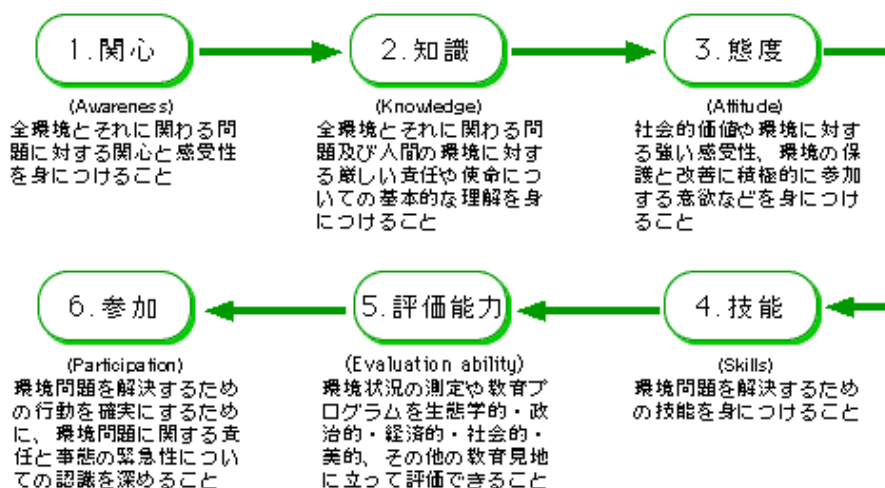 1.関心
(Awareness)
全環境とそれに関わる問
題に対する関心と感受性
を身につけること
2.知識
(Knowledge)
全環境とそれに関わる問
題及び人間の環境に対す
る厳しい責任や使命につ
いての基本的な理解を身
につけること
3.態度
(Attitude)
社会的価値や環境に対す
る強い感受性、環境の保
護と改善に積極的に参加
する意欲などを身につけ
ること
4.技能
(Skills)
環境問題を解決するため
の技能を身につけること
5.評価能力
(Evaluation ability)
環境状況の測定や教育プ
ログラムを生態学的・政
治的・経済的・社会的・
美的、その他の教育見地
に立って評価できること
6.参加
(Participation)
環境問題を解決するため
の行動を確実にするため
に、環境問題に関する責
任と事態の緊急性につい
ての認識を深めること